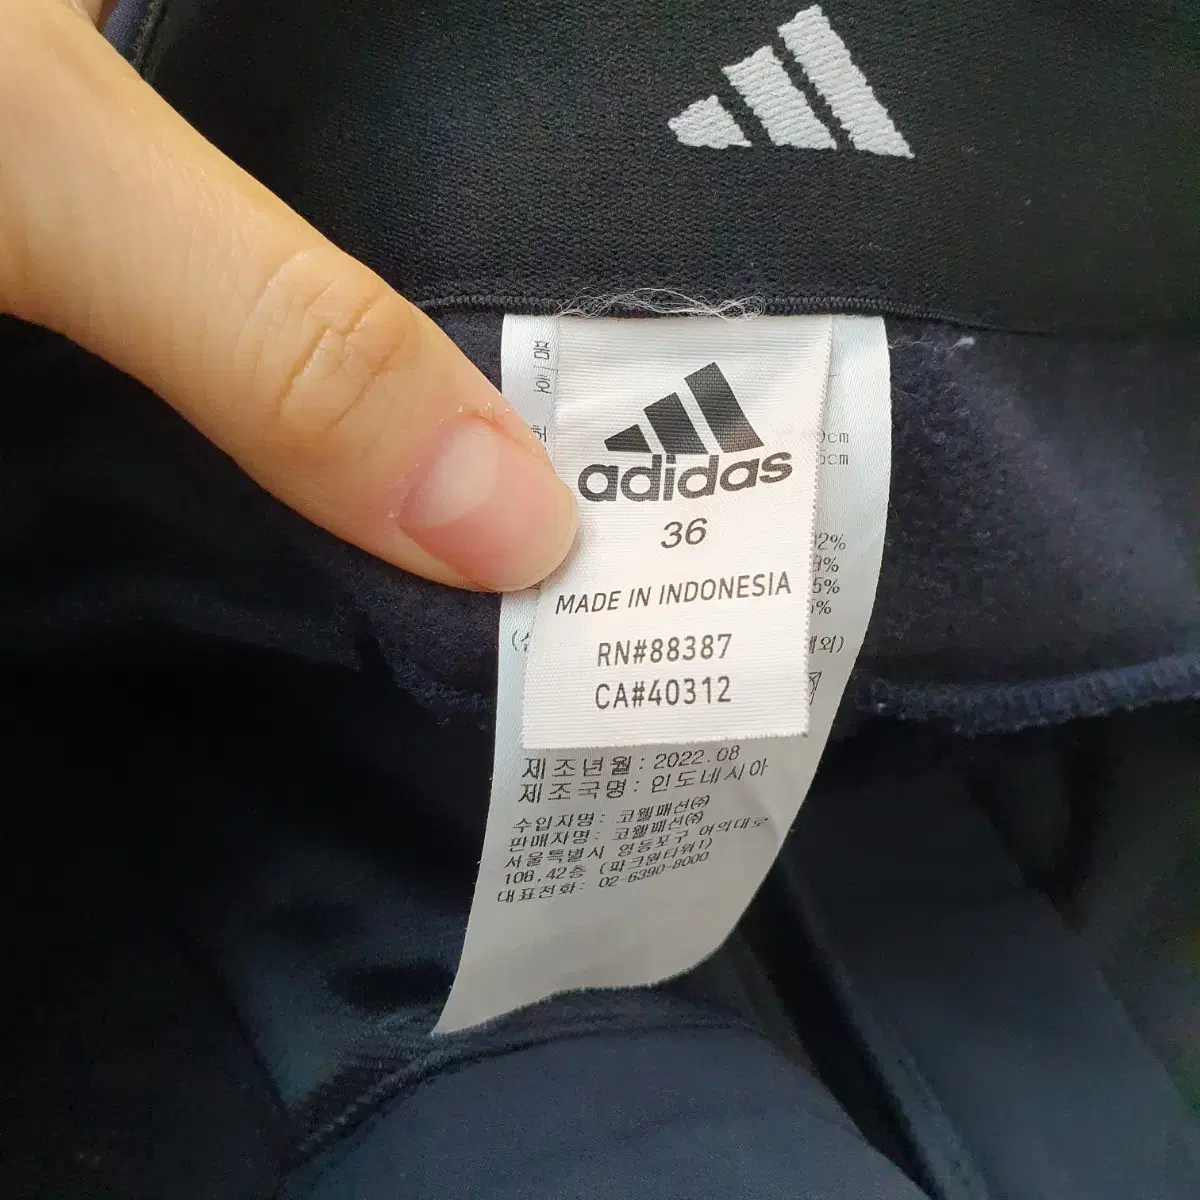 adidas
36
MADE IN INDONESIA
RN#88387
CA#40312
제조년월: 2022.08
제조국명: 인도네시아
수입자명: 코웰패션(주)
판매자명: 코웰패션(주)
서울특별시 영등포구 여의대로
108,42층 (파크원타워1)
대표전화: 02-6390-8000